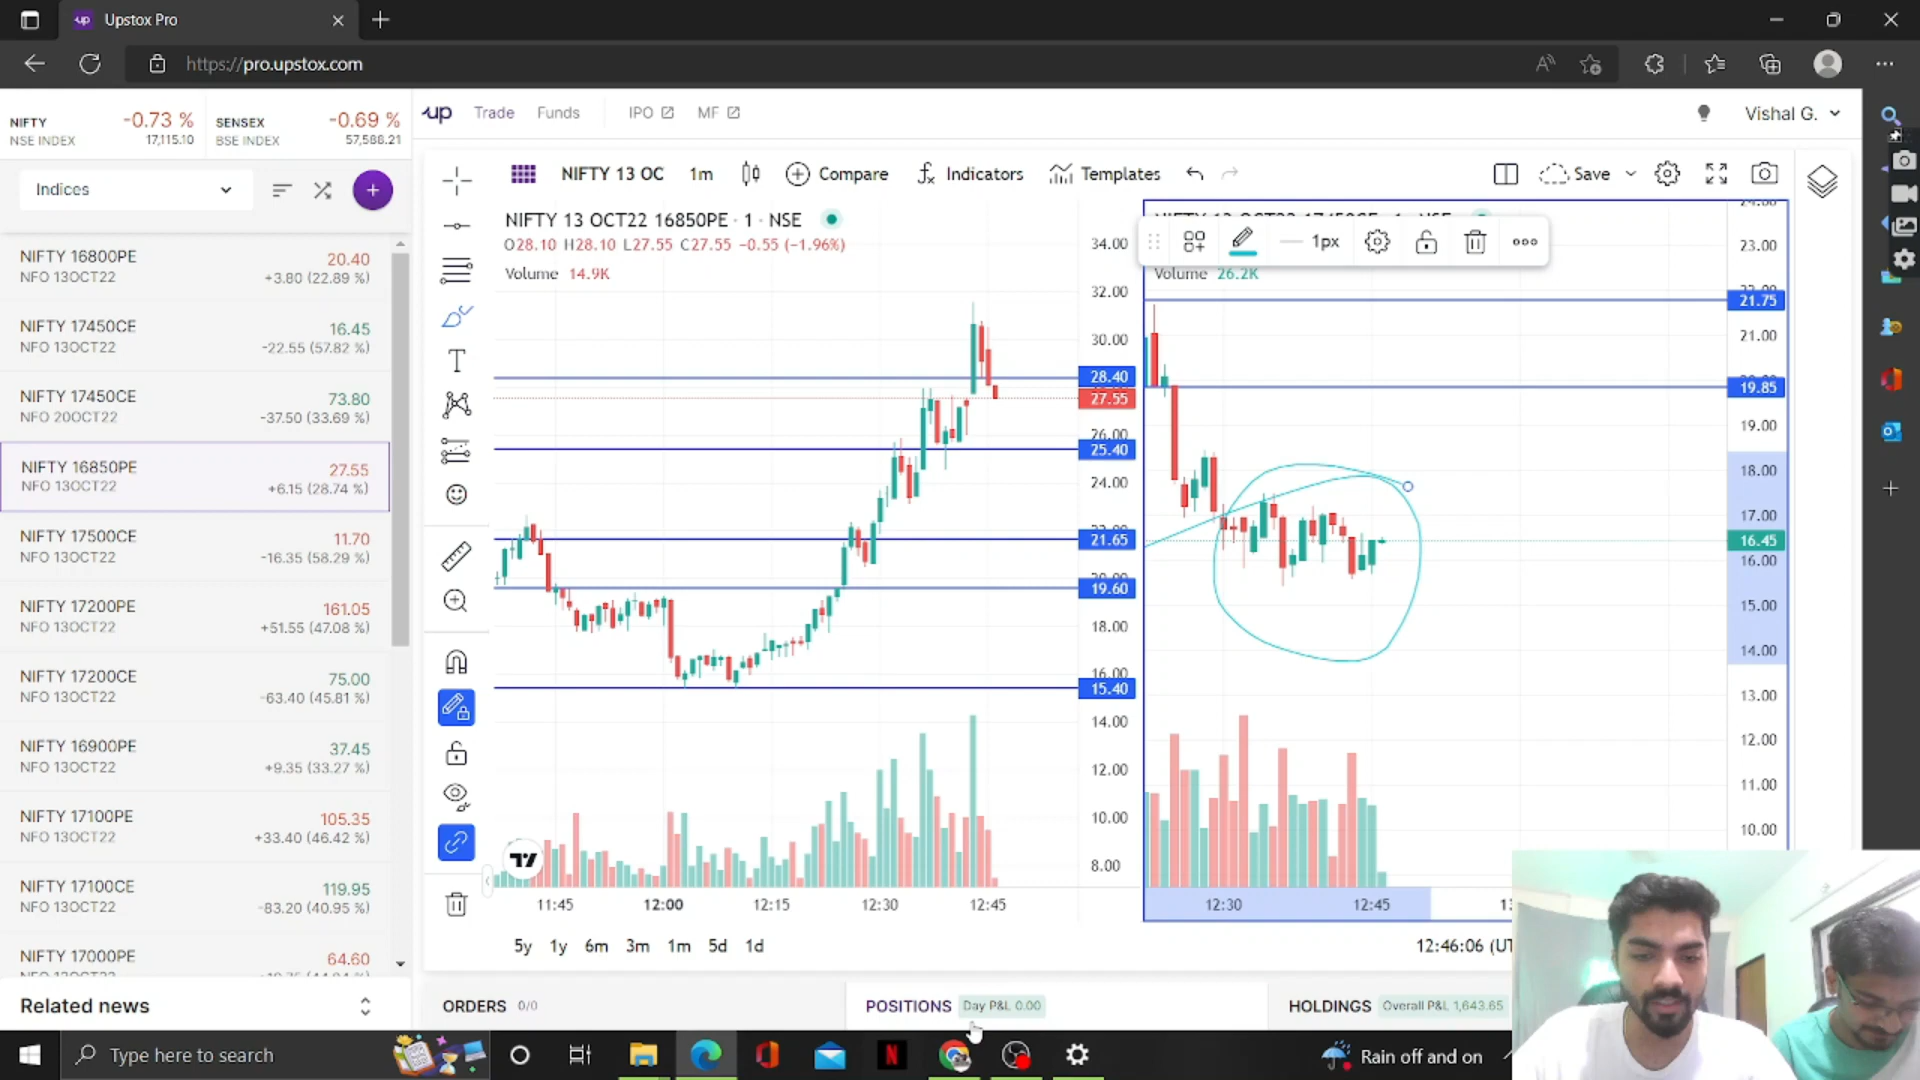 Upstox Pro
https://pro.upstox.com
NIFTY -0.73 %
NSE INDEX 17,115.10
SENSEX -0.69 %
BSE INDEX 57,588.21
up Trade Funds IPO MF
Vishal G.
Indices
NIFTY 13 OC 1m Compare Indicators Templates Save
NIFTY 16800PE 20.40
NFO 13OCT22 +3.80 (22.89 %)
NIFTY 17450CE 16.45
NFO 13OCT22 -22.55 (57.82 %)
NIFTY 17450CE 73.80
NFO 20OCT22 -37.50 (33.69 %)
NIFTY 16850PE 27.55
NFO 13OCT22 +6.15 (28.74 %)
NIFTY 17500CE 11.70
NFO 13OCT22 -16.35 (58.29 %)
NIFTY 17200PE 161.05
NFO 13OCT22 +51.55 (47.08 %)
NIFTY 17200CE 75.00
NFO 13OCT22 -63.40 (45.81 %)
NIFTY 16900PE 37.45
NFO 13OCT22 +9.35 (33.27 %)
NIFTY 17100PE 105.35
NFO 13OCT22 +33.40 (46.42 %)
NIFTY 17100CE 119.95
NFO 13OCT22 -83.20 (40.95 %)
NIFTY 17000PE 64.60
Related news
NIFTY 13 OCT22 16850PE · 1 · NSE
O28.10 H28.10 L27.55 C27.55 -0.55 (-1.96%)
Volume 14.9K
34.00
32.00
30.00
28.40
27.55
26.00
25.40
24.00
21.65
19.60
18.00
16.00
15.40
14.00
12.00
10.00
8.00
11:45 12:00 12:15 12:30 12:45
1px
Volume 26.2K
23.00
21.75
21.00
19.85
19.00
18.00
17.00
16.45
16.00
15.00
14.00
13.00
12.00
11.00
10.00
12:30 12:45
5y 1y 6m 3m 1m 5d 1d
12:46:06 (UT
ORDERS 0/0
POSITIONS Day P&L 0.00
HOLDINGS Overall P&L 1,643.65
Type here to search
Rain off and on